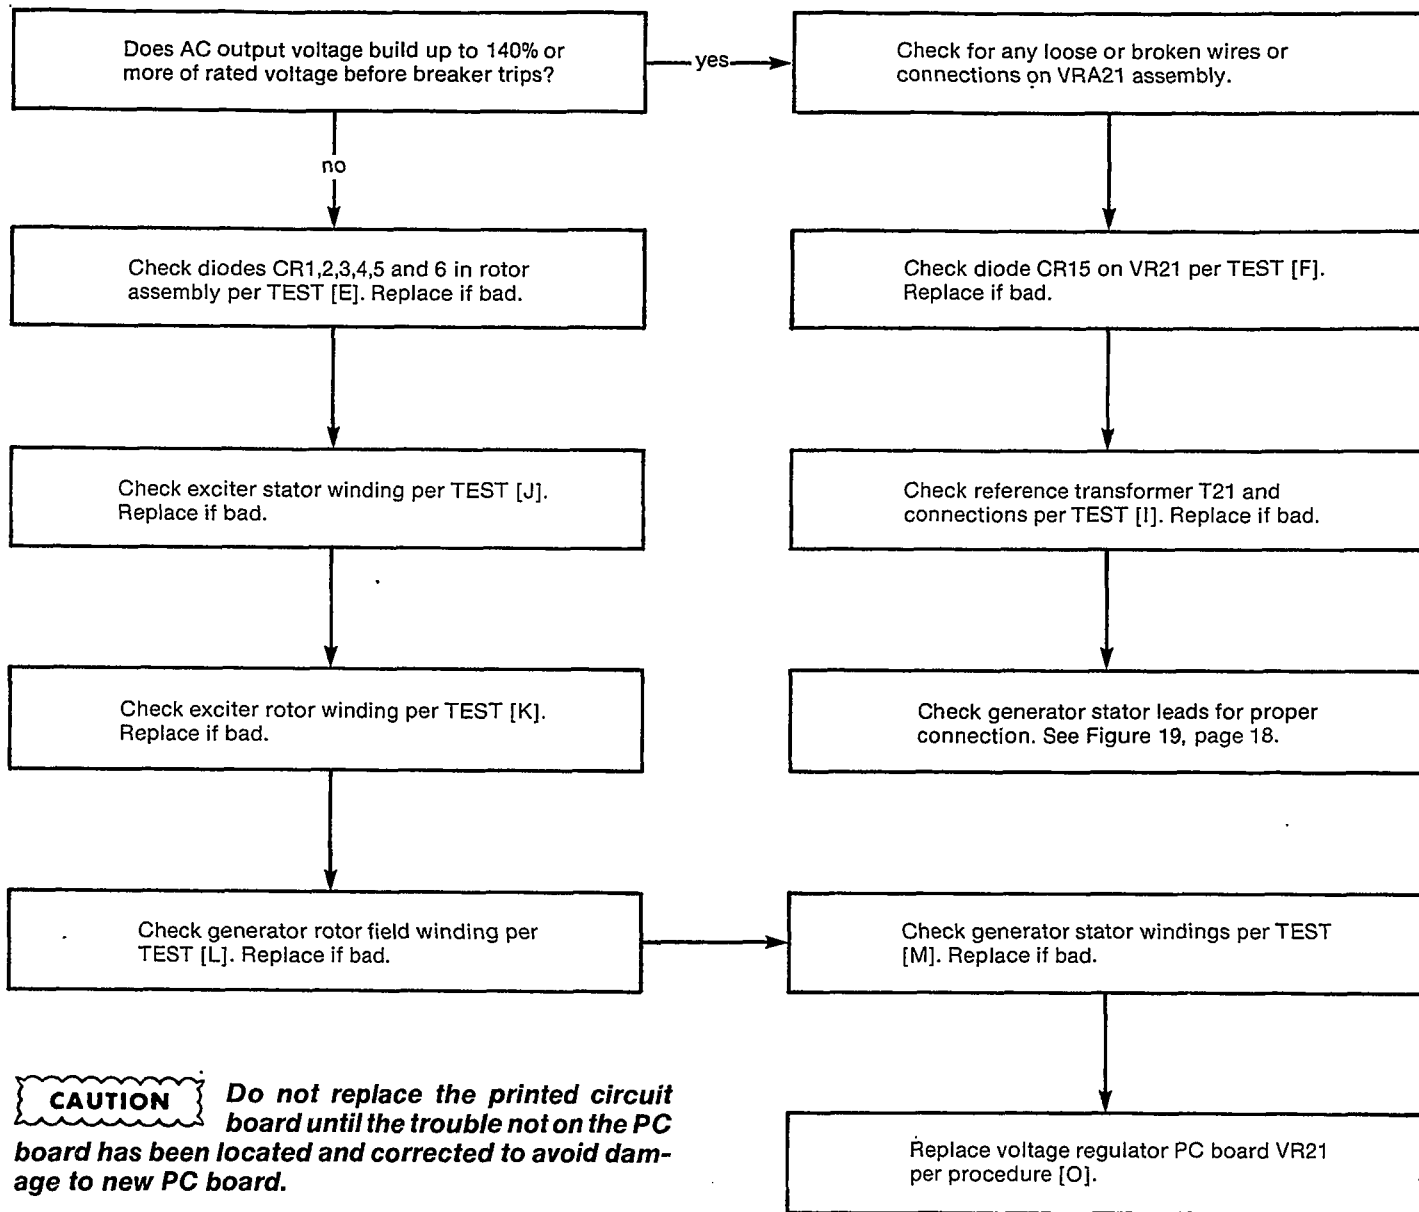 Does AC output voltage build up to 140% or
more of rated voltage before breaker trips?
yes
Check for any loose or broken wires or
connections on VRA21 assembly.
no
Check diodes CR1,2,3,4,5 and 6 in rotor
assembly per TEST [E]. Replace if bad.
Check diode CR15 on VR21 per TEST [F].
Replace if bad.
Check exciter stator winding per TEST [J].
Replace if bad.
Check reference transformer T21 and
connections per TEST [I]. Replace if bad.
Check exciter rotor winding per TEST [K].
Replace if bad.
Check generator stator leads for proper
connection. See Figure 19, page 18.
Check generator rotor field winding per
TEST [L]. Replace if bad.
Check generator stator windings per TEST
[M]. Replace if bad.
CAUTION Do not replace the printed circuit
board until the trouble not on the PC
board has been located and corrected to avoid dam-
age to new PC board.
Replace voltage regulator PC board VR21
per procedure [O].